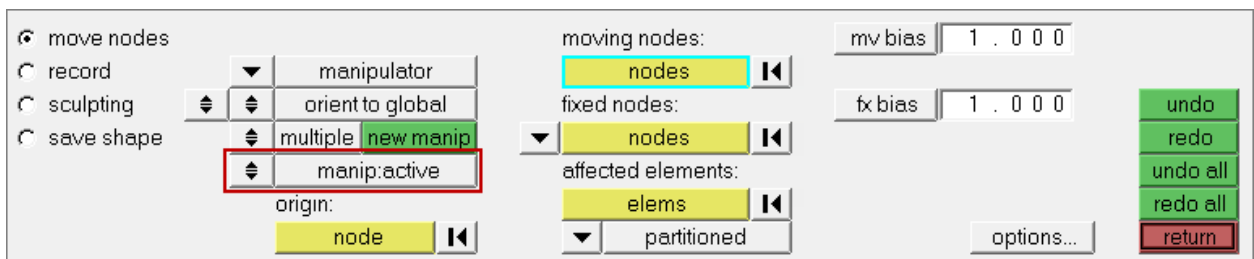 move nodes
moving nodes:
mv bias 1.000
record
manipulator
nodes
sculpting
orient to global
fixed nodes:
fx bias 1.000
undo
save shape
multiple new manip
nodes
redo
manip:active
affected elements:
undo all
origin:
elems
redo all
node
partitioned
options...
return